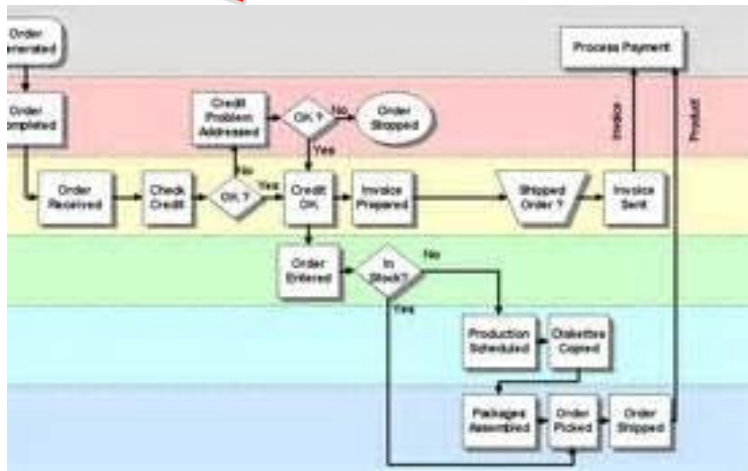 Order
enerated
Process Payment
Order
ompleted
Credit
Problem
Addressed
OK ?
No
Order
Stopped
Yes
Invoice
Product
No
Order
Received
Check
Credit
OK ?
Yes
Credit
OK
Invoice
Prepared
Shipped
Order ?
Invoice
Sent
Order
Entered
In
Stock?
No
Yes
Production
Scheduled
Diskettes
Copied
Packages
Assembled
Order
Picked
Order
Shipped